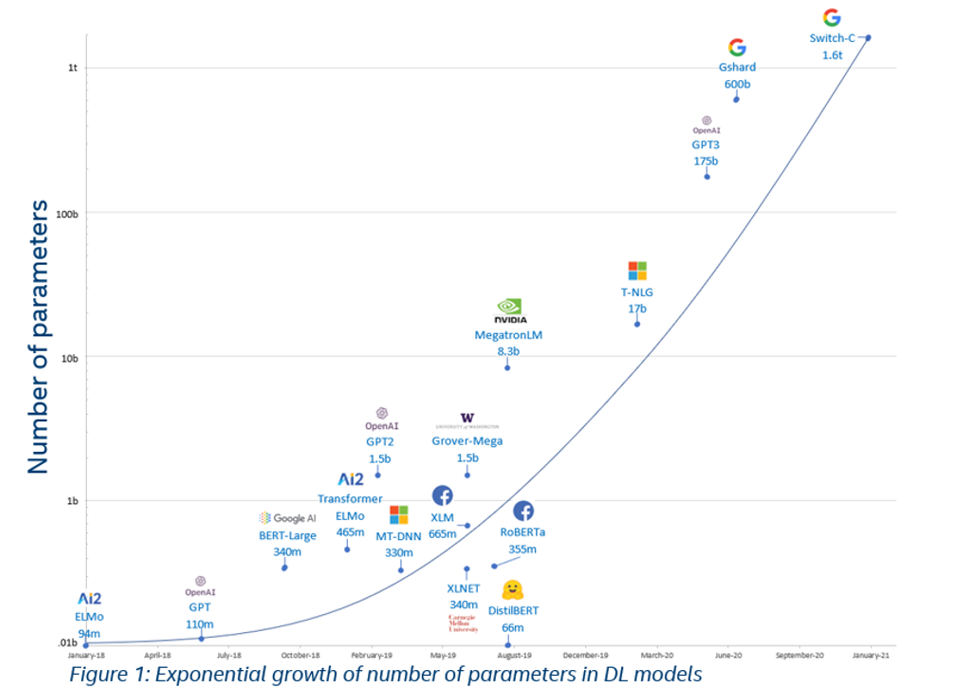 Number of parameters
1t
100b
10b
1b
.01b
January-18
April-18
July-18
October-18
February-19
May-19
August-19
December-19
March-20
June-20
September-20
January-21
Ai2
ELMo
94m
OpenAI
GPT
110m
Google AI
BERT-Large
340m
Ai2
Transformer
ELMo
465m
OpenAI
GPT2
1.5b
MT-DNN
330m
W
UNIVERSITY of WASHINGTON
Grover-Mega
1.5b
XLM
665m
XLNET
340m
Carnegie
Mellon
University
RoBERTa
355m
DistilBERT
66m
NVIDIA
MegatronLM
8.3b
T-NLG
17b
OpenAI
GPT3
175b
G
Gshard
600b
G
Switch-C
1.6t
Figure 1: Exponential growth of number of parameters in DL models